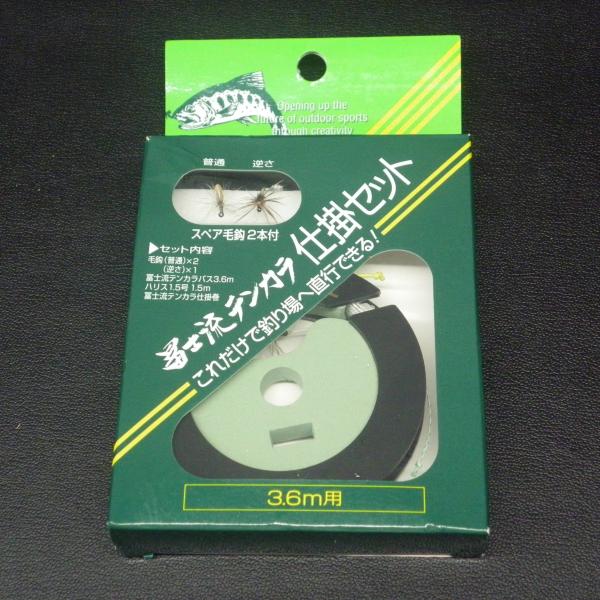 Opening up the
future of outdoor sports
through creativity
普通 逆さ
スペア毛鈎2本付
▶セット内容
毛鈎(普通)×2
(逆さ)×1
冨士流テンカラバス3.6m
ハリス1.5号 1.5m
冨士流テンカラ仕掛巻
冨士流テンカラ仕掛セット
これだけで釣り場へ直行できる!
3.6m用